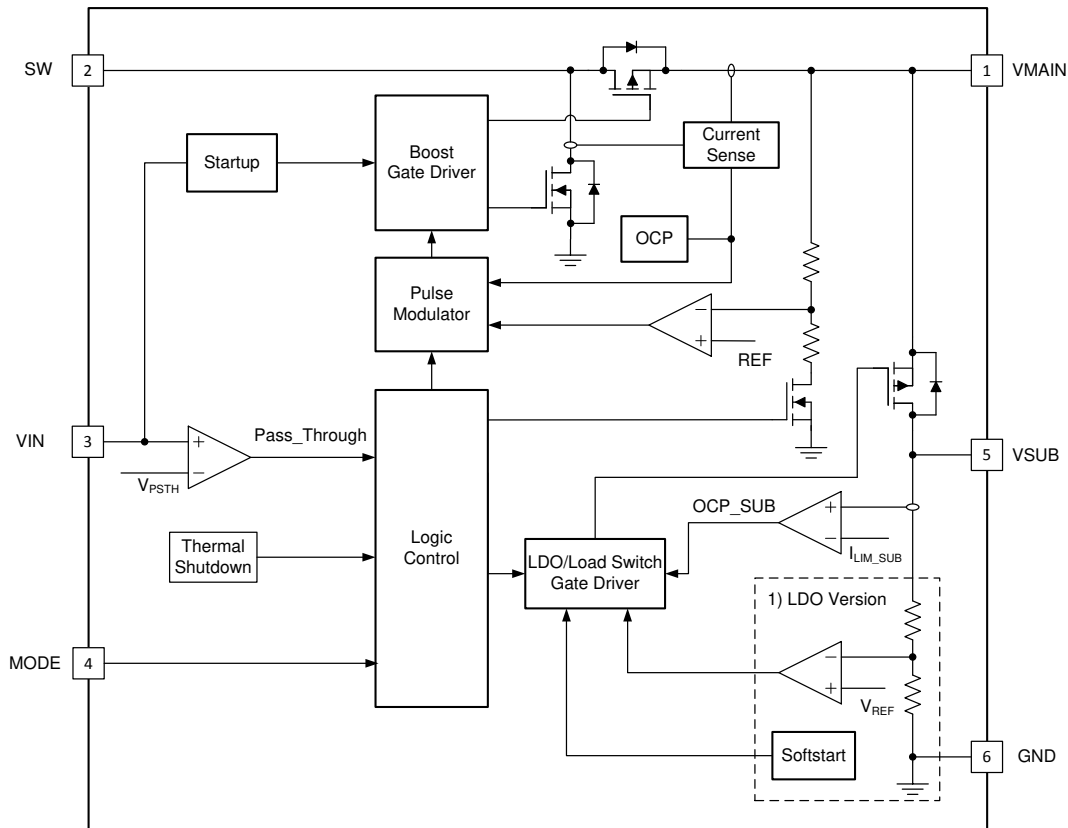 SW
2
1
VMAIN
Startup
Boost
Gate Driver
Current
Sense
OCP
Pulse
Modulator
−
+
REF
VIN
3
+
−
VPSTH
Pass_Through
5
VSUB
Thermal
Shutdown
Logic
Control
OCP_SUB
+
−
ILIM_SUB
LDO/Load Switch
Gate Driver
1) LDO Version
MODE
4
−
+
VREF
Softstart
6
GND